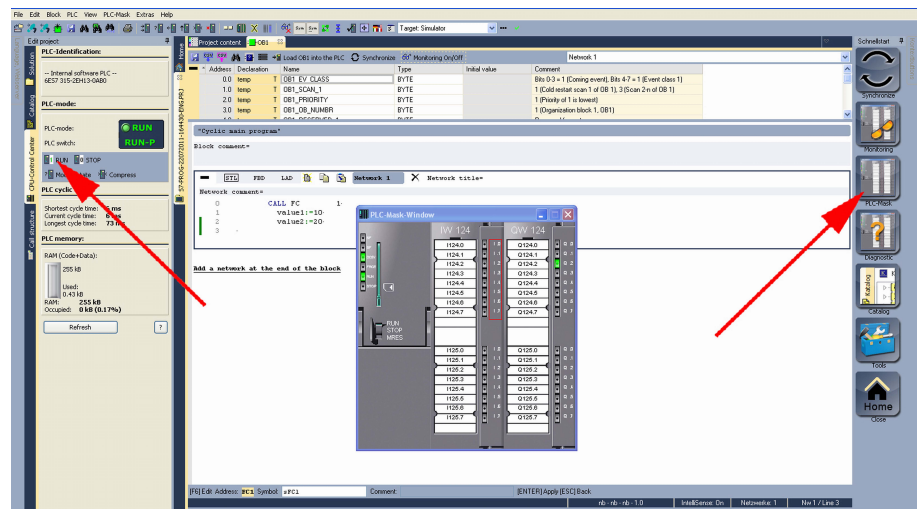 File Edit Block PLC View PLC-Mask Extras Help
Target: Simulator
Edit project
Project content OB1
Schnellstart
PLC-Identification:
-- Internal software PLC --
6ES7 315-2EH13-0AB0
PLC-mode:
PLC-mode: RUN
PLC switch: RUN-P
RUN STOP
Compress
PLC cyclic
Shortest cycle time:
Current cycle time:
Longest cycle time:
PLC memory:
RAM (Code+Data):
255 kB
Used:
0.43 kB
RAM: 255 kB
Occupied: 0 kB (0.17%)
Refresh ?
Solution
Catalog
CPU-Control Center
Call structure
Home
Load OB1 into the PLC Synchronize Monitoring On/Off Network 1
Address Declaration Name Type Initial value Comment
0.0 temp T OB1_EV_CLASS BYTE Bits 0-3 = 1 (Coming event), Bits 4-7 = 1 (Event class 1)
1.0 temp T OB1_SCAN_1 BYTE 1 (Cold restart scan 1 of OB 1), 3 (Scan 2-n of OB 1)
2.0 temp T OB1_PRIORITY BYTE 1 (Priority of 1 is lowest)
3.0 temp T OB1_OB_NUMBR BYTE 1 (Organization block 1, OB1)
"Cyclic main program"
Block comment=
STL FBD LAD Network 1 Network title=
Network comment=
0 CALL FC 1
1 value1:=10
2 value2:=20
3
Add a network at the end of the block
PLC-Mask-Window
IW 124 QW 124
I124.0 Q124.0
I124.1 Q124.1
I124.2 Q124.2
I124.3 Q124.3
I124.4 Q124.4
I124.5 Q124.5
I124.6 Q124.6
I124.7 Q124.7
I125.0 Q125.0
I125.1 Q125.1
I125.2 Q125.2
I125.3 Q125.3
I125.4 Q125.4
I125.5 Q125.5
I125.6 Q125.6
I125.7 Q125.7
RUN
STOP
MRES
Synchronize
Monitoring
PLC-Mask
Diagnostic
Katalog
Catalog
Tools
Home
Close
[F6] Edit Address: FC1 Symbol: sFC1 Comment: [ENTER] Apply [ESC] Back
nb - nb - nb - 1.0 IntelliSense: On Netzwerke: 1 Nw 1 / Line 3